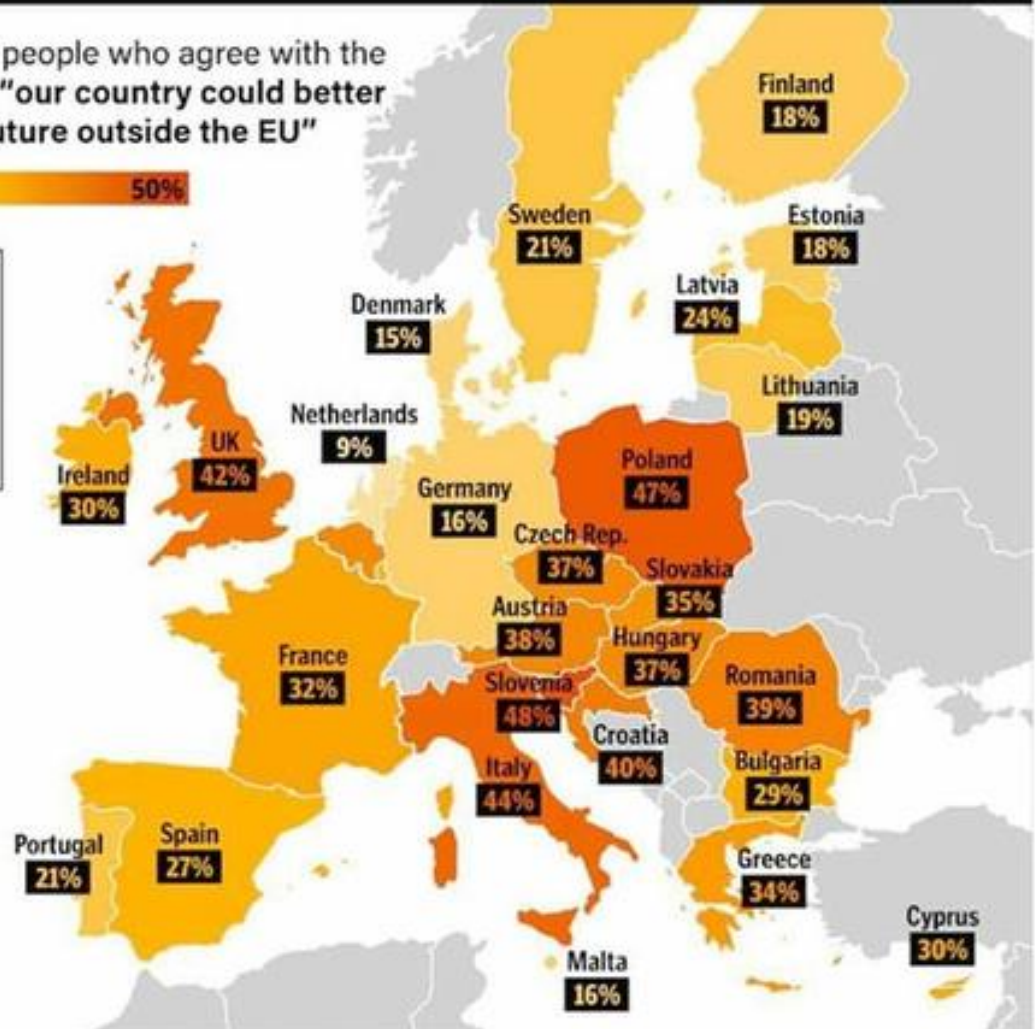 people who agree with the
"our country could better
uture outside the EU"
50%
Finland
18%
Sweden
21%
Estonia
18%
Latvia
24%
Denmark
15%
Lithuania
19%
Netherlands
9%
UK
42%
Ireland
30%
Poland
47%
Germany
16%
Czech Rep.
37%
Slovakia
35%
Austria
38%
Hungary
37%
France
32%
Slovenia
48%
Romania
39%
Croatia
40%
Italy
44%
Bulgaria
29%
Portugal
21%
Spain
27%
Greece
34%
Cyprus
30%
Malta
16%